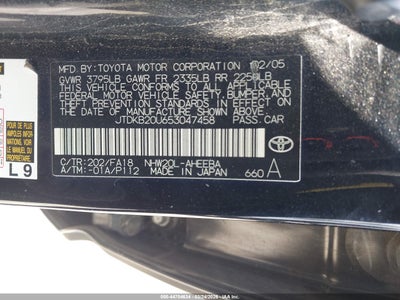 MFD BY: TOYOTA MOTOR CORPORATION 02/05
GVWR 3795LB GAWR FR 2335LB RR 2250LB
THIS VEHICLE CONFORMS TO ALL APPLICABLE
FEDERAL MOTOR VEHICLE SAFETY, BUMPER, AND
THEFT PREVENTION STANDARDS IN EFFECT ON
THE DATE OF MANUFACTURE SHOWN ABOVE.
JTDKB20U653047458 PASS.CAR
C/TR:202/FA18 NHW20L-AHEEBA
A/TM:-01A/P112 MADE IN JAPAN 660 A
L 9